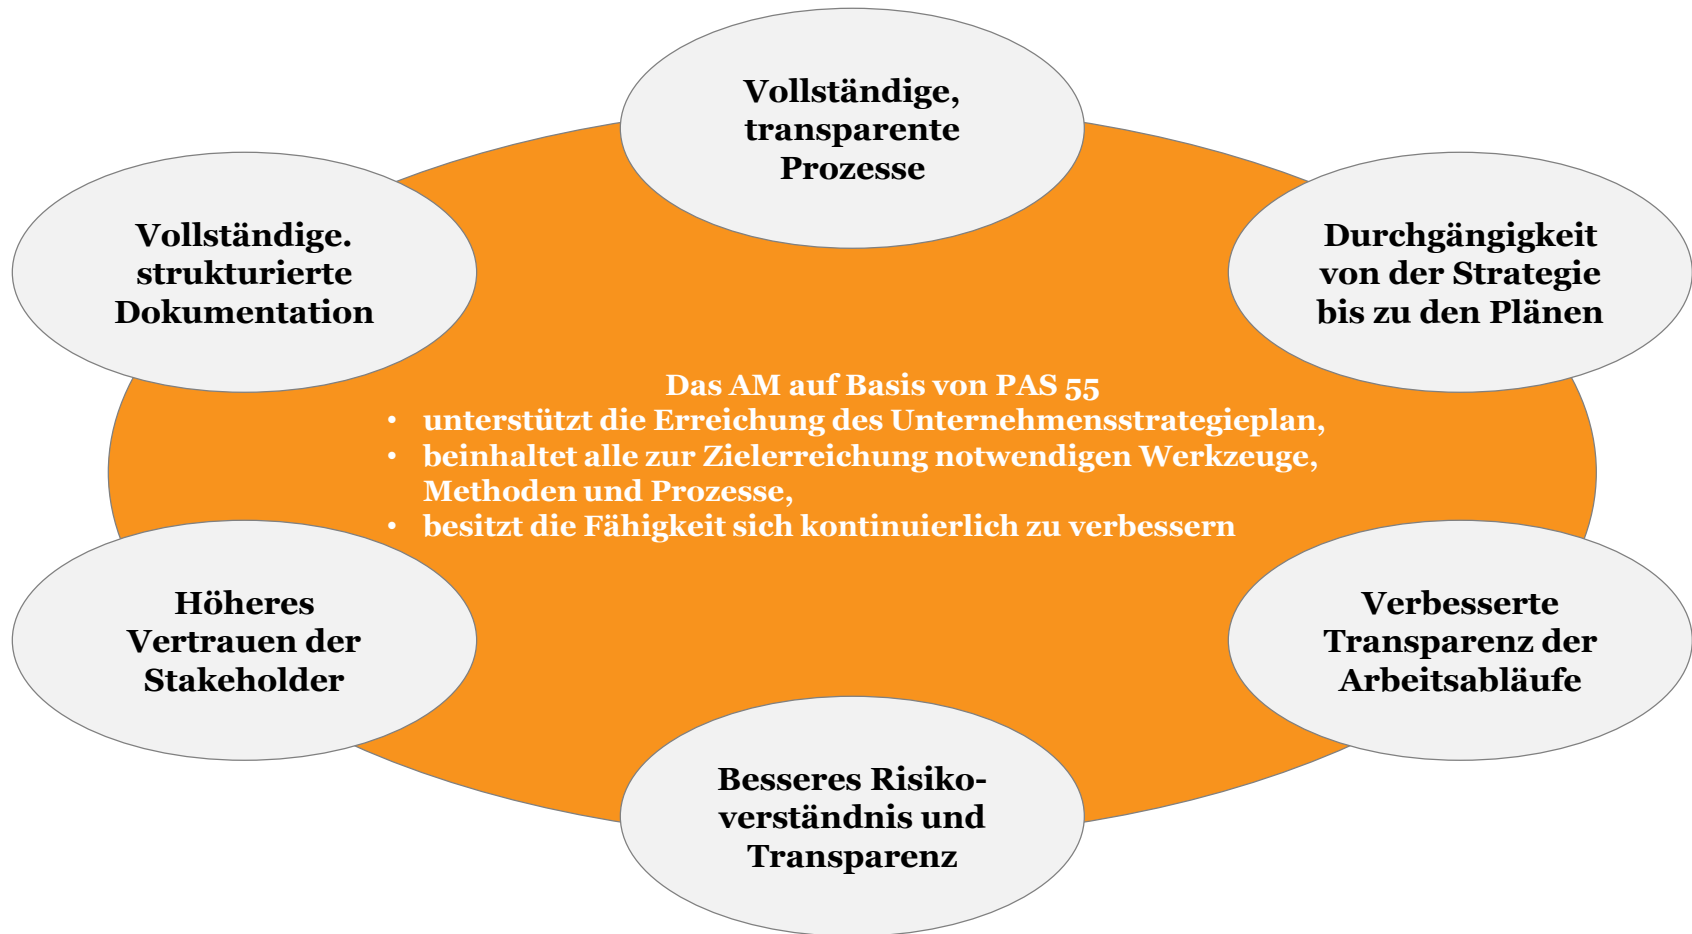 Vollständige,
transparente
Prozesse
Vollständige.
strukturierte
Dokumentation
Durchgängigkeit
von der Strategie
bis zu den Plänen
Das AM auf Basis von PAS 55
• unterstützt die Erreichung des Unternehmensstrategieplan,
• beinhaltet alle zur Zielerreichung notwendigen Werkzeuge,
Methoden und Prozesse,
• besitzt die Fähigkeit sich kontinuierlich zu verbessern
Höheres
Vertrauen der
Stakeholder
Verbesserte
Transparenz der
Arbeitsabläufe
Besseres Risiko-
verständnis und
Transparenz